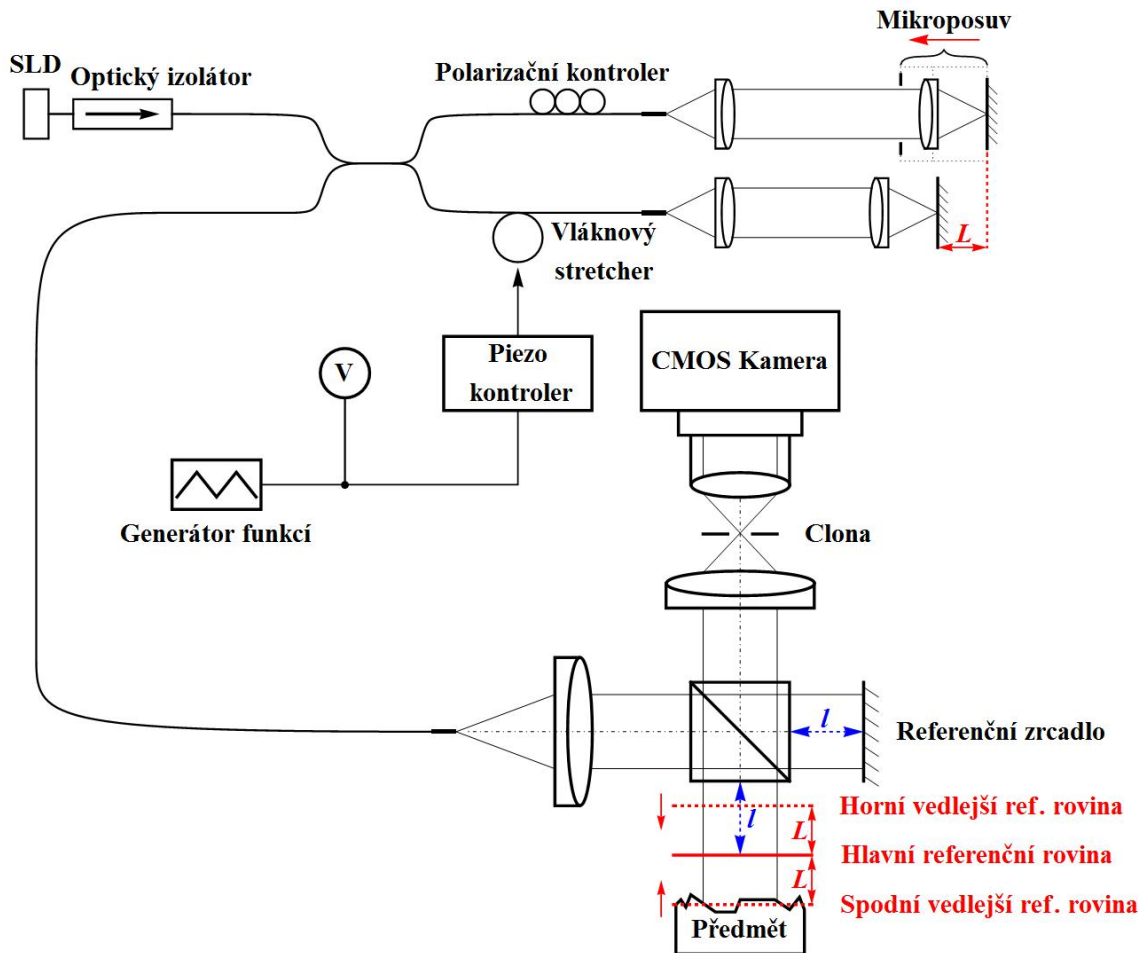 Mikroposuv
SLD
Optický izolátor
Polarizační kontroler
L
Vláknový
stretcher
Piezo
kontroler
V
CMOS Kamera
Generátor funkcí
Clona
l
Referenční zrcadlo
Horní vedlejší ref. rovina
L
l
Hlavní referenční rovina
L
Spodní vedlejší ref. rovina
Předmět